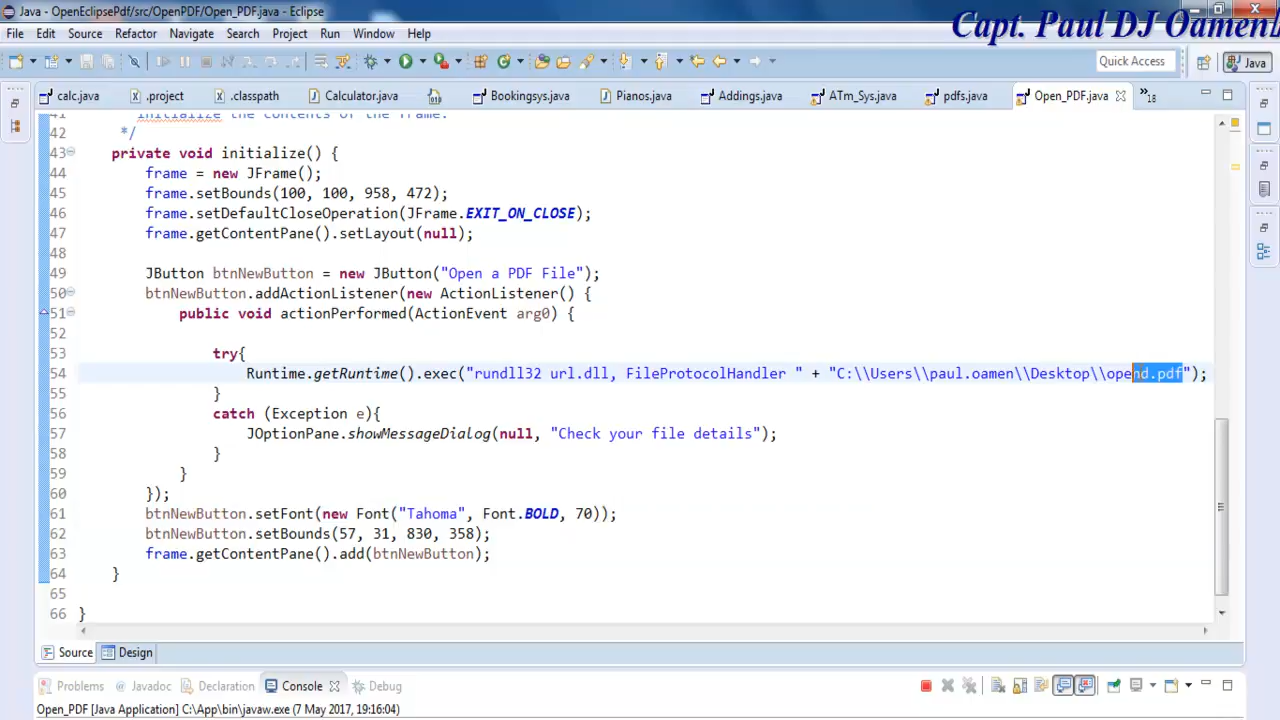 Java - OpenEclipsePdf/src/OpenPDF/Open_PDF.java - Eclipse
Capt. Paul DJ Oamen
File Edit Source Refactor Navigate Search Project Run Window Help
Quick Access
Java
calc.java .project .classpath Calculator.java Bookingsys.java Pianos.java Addings.java ATm_Sys.java pdfs.java Open_PDF.java »18
41 Initialize the contents of the frame.
42 */
43 private void initialize() {
44 frame = new JFrame();
45 frame.setBounds(100, 100, 958, 472);
46 frame.setDefaultCloseOperation(JFrame.EXIT_ON_CLOSE);
47 frame.getContentPane().setLayout(null);
48
49 JButton btnNewButton = new JButton("Open a PDF File");
50 btnNewButton.addActionListener(new ActionListener() {
51 public void actionPerformed(ActionEvent arg0) {
52
53 try{
54 Runtime.getRuntime().exec("rundll32 url.dll, FileProtocolHandler " + "C:\\Users\\paul.oamen\\Desktop\\opend.pdf");
55 }
56 catch (Exception e){
57 JOptionPane.showMessageDialog(null, "Check your file details");
58 }
59 }
60 });
61 btnNewButton.setFont(new Font("Tahoma", Font.BOLD, 70));
62 btnNewButton.setBounds(57, 31, 830, 358);
63 frame.getContentPane().add(btnNewButton);
64 }
65
66 }
Source Design
Problems Javadoc Declaration Console Debug
Open_PDF [Java Application] C:\App\bin\javaw.exe (7 May 2017, 19:16:04)